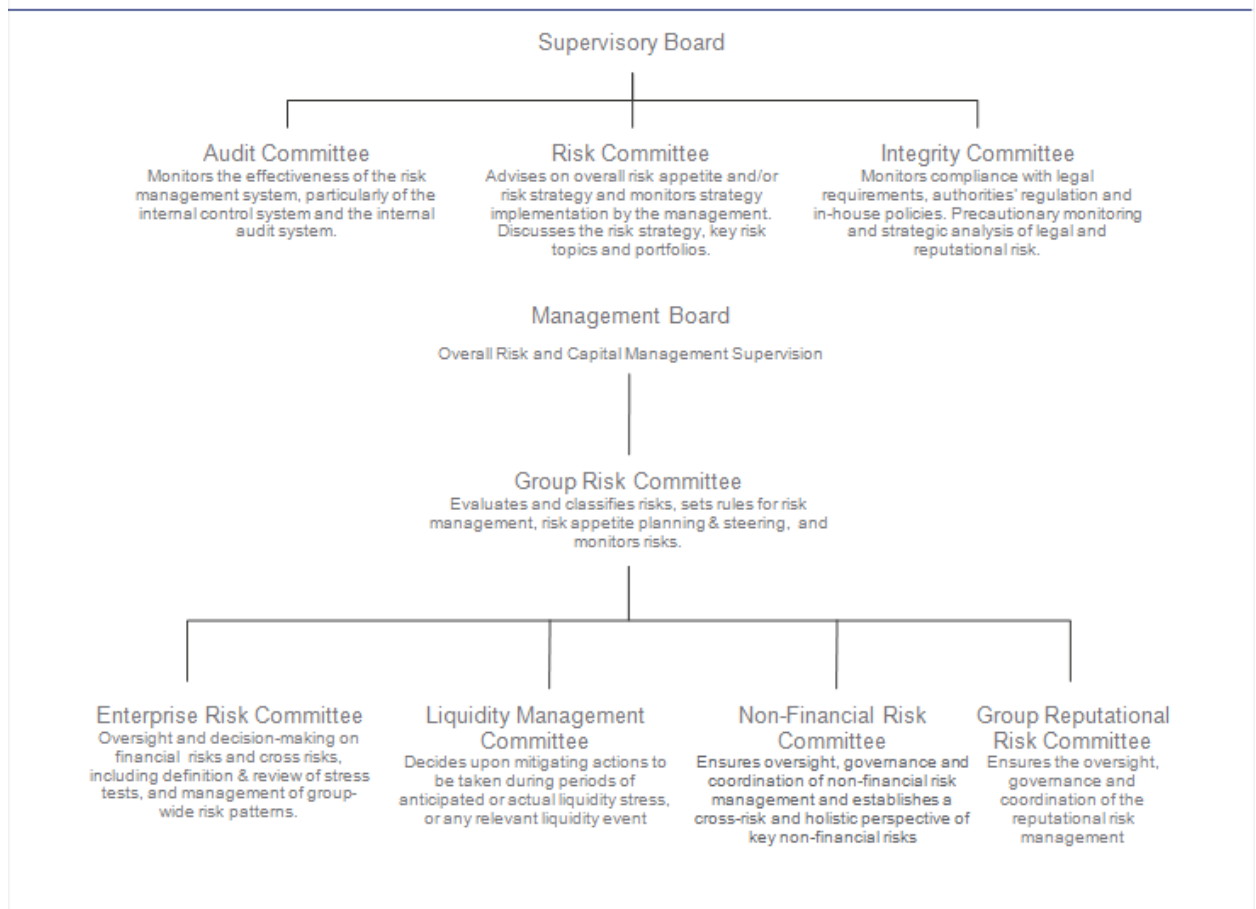 Supervisory Board
Audit Committee
Monitors the effectiveness of the risk
management system, particularly of the
internal control system and the internal
audit system.
Risk Committee
Advises on overall risk appetite and/or
risk strategy and monitors strategy
implementation by the management.
Discusses the risk strategy, key risk
topics and portfolios.
Integrity Committee
Monitors compliance with legal
requirements, authorities' regulation and
in-house policies. Precautionary monitoring
and strategic analysis of legal and
reputational risk.
Management Board
Overall Risk and Capital Management Supervision
Group Risk Committee
Evaluates and classifies risks, sets rules for risk
management, risk appetite planning & steering, and
monitors risks.
Enterprise Risk Committee
Oversight and decision-making on
financial risks and cross risks,
including definition & review of stress
tests, and management of group-
wide risk patterns.
Liquidity Management
Committee
Decides upon mitigating actions to
be taken during periods of
anticipated or actual liquidity stress,
or any relevant liquidity event
Non-Financial Risk
Committee
Ensures oversight, governance and
coordination of non-financial risk
management and establishes a
cross-risk and holistic perspective of
key non-financial risks
Group Reputational
Risk Committee
Ensures the oversight,
governance and
coordination of the
reputational risk
management